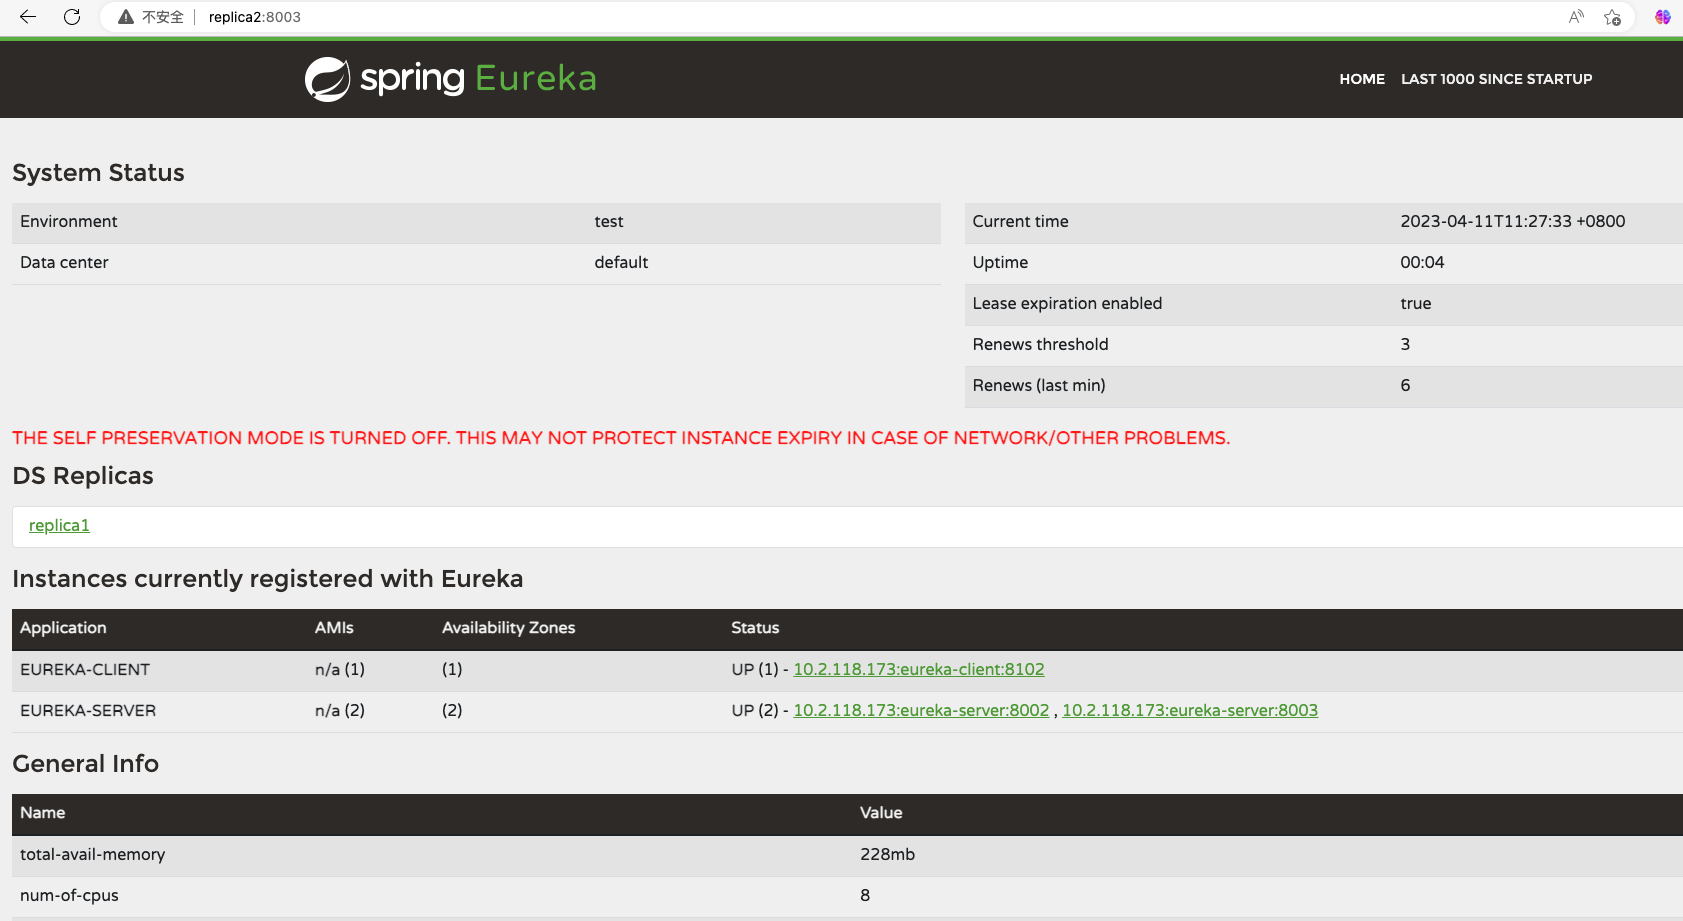 不安全 replica2:8003
spring Eureka
HOME LAST 1000 SINCE STARTUP
System Status
Environment test
Data center default
Current time 2023-04-11T11:27:33 +0800
Uptime 00:04
Lease expiration enabled true
Renews threshold 3
Renews (last min) 6
THE SELF PRESERVATION MODE IS TURNED OFF. THIS MAY NOT PROTECT INSTANCE EXPIRY IN CASE OF NETWORK/OTHER PROBLEMS.
DS Replicas
replica1
Instances currently registered with Eureka
Application AMIs Availability Zones Status
EUREKA-CLIENT n/a (1) (1) UP (1) - 10.2.118.173:eureka-client:8102
EUREKA-SERVER n/a (2) (2) UP (2) - 10.2.118.173:eureka-server:8002 , 10.2.118.173:eureka-server:8003
General Info
Name Value
total-avail-memory 228mb
num-of-cpus 8